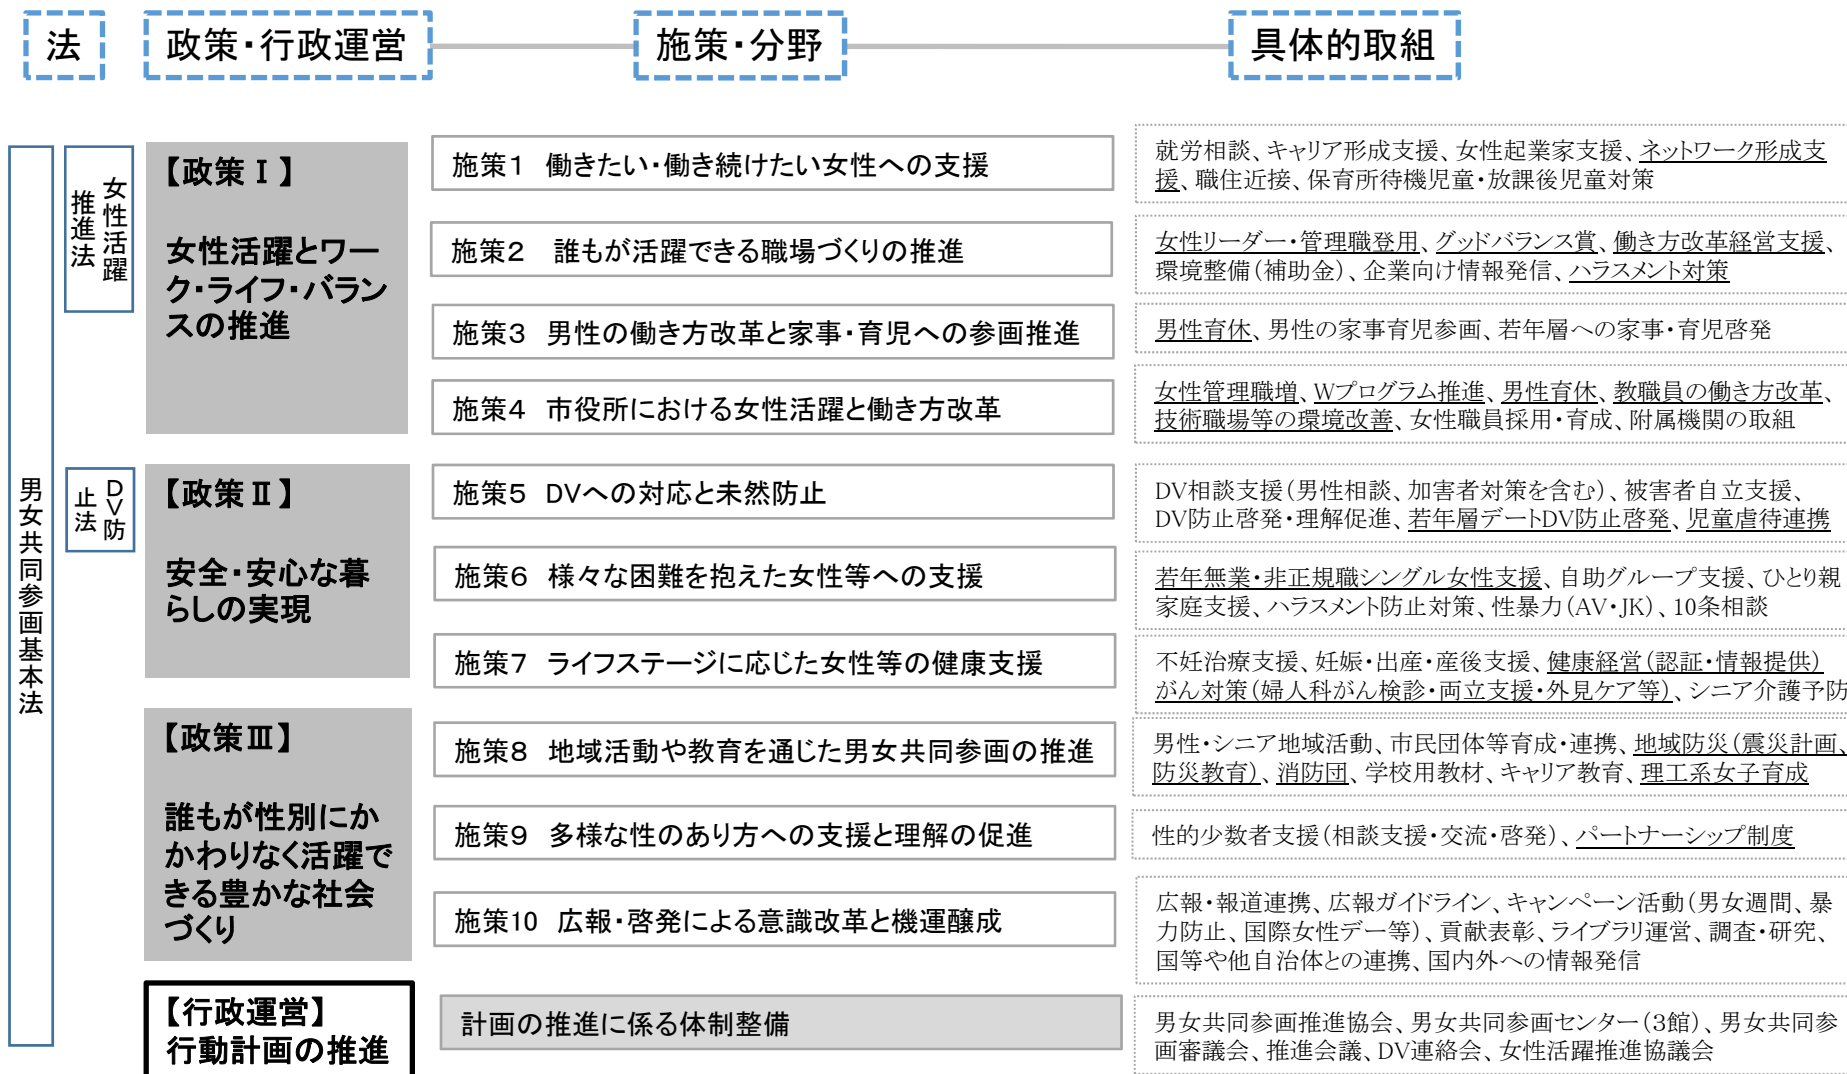 法
政策・行政運営
施策・分野
具体的取組
男女共同参画基本法
女性活躍
推進法
【政策Ⅰ】
女性活躍とワー
ク・ライフ・バラン
スの推進
施策1　働きたい・働き続けたい女性への支援
就労相談、キャリア形成支援、女性起業家支援、ネットワーク形成支
援、職住近接、保育所待機児童・放課後児童対策
施策2　誰もが活躍できる職場づくりの推進
女性リーダー・管理職登用、グッドバランス賞、働き方改革経営支援、
環境整備（補助金）、企業向け情報発信、ハラスメント対策
施策3　男性の働き方改革と家事・育児への参画推進
男性育休、男性の家事育児参画、若年層への家事・育児啓発
施策4　市役所における女性活躍と働き方改革
女性管理職増、Wプログラム推進、男性育休、教職員の働き方改革、
技術職場等の環境改善、女性職員採用・育成、附属機関の取組
DV防
止法
【政策Ⅱ】
安全・安心な暮
らしの実現
施策5　DVへの対応と未然防止
DV相談支援（男性相談、加害者対策を含む）、被害者自立支援、
DV防止啓発・理解促進、若年層デートDV防止啓発、児童虐待連携
施策6　様々な困難を抱えた女性等への支援
若年無業・非正規職シングル女性支援、自助グループ支援、ひとり親
家庭支援、ハラスメント防止対策、性暴力（AV・JK）、10条相談
施策7　ライフステージに応じた女性等の健康支援
不妊治療支援、妊娠・出産・産後支援、健康経営（認証・情報提供）
がん対策（婦人科がん検診・両立支援・外見ケア等）、シニア介護予防
【政策Ⅲ】
誰もが性別にか
かわりなく活躍で
きる豊かな社会
づくり
施策8　地域活動や教育を通じた男女共同参画の推進
男性・シニア地域活動、市民団体等育成・連携、地域防災（震災計画、
防災教育）、消防団、学校用教材、キャリア教育、理工系女子育成
施策9　多様な性のあり方への支援と理解の促進
性的少数者支援（相談支援・交流・啓発）、パートナーシップ制度
施策10　広報・啓発による意識改革と機運醸成
広報・報道連携、広報ガイドライン、キャンペーン活動（男女週間、暴
力防止、国際女性デー等）、貢献表彰、ライブラリ運営、調査・研究、
国等や他自治体との連携、国内外への情報発信
【行政運営】
行動計画の推進
計画の推進に係る体制整備
男女共同参画推進協会、男女共同参画センター（3館）、男女共同参
画審議会、推進会議、DV連絡会、女性活躍推進協議会